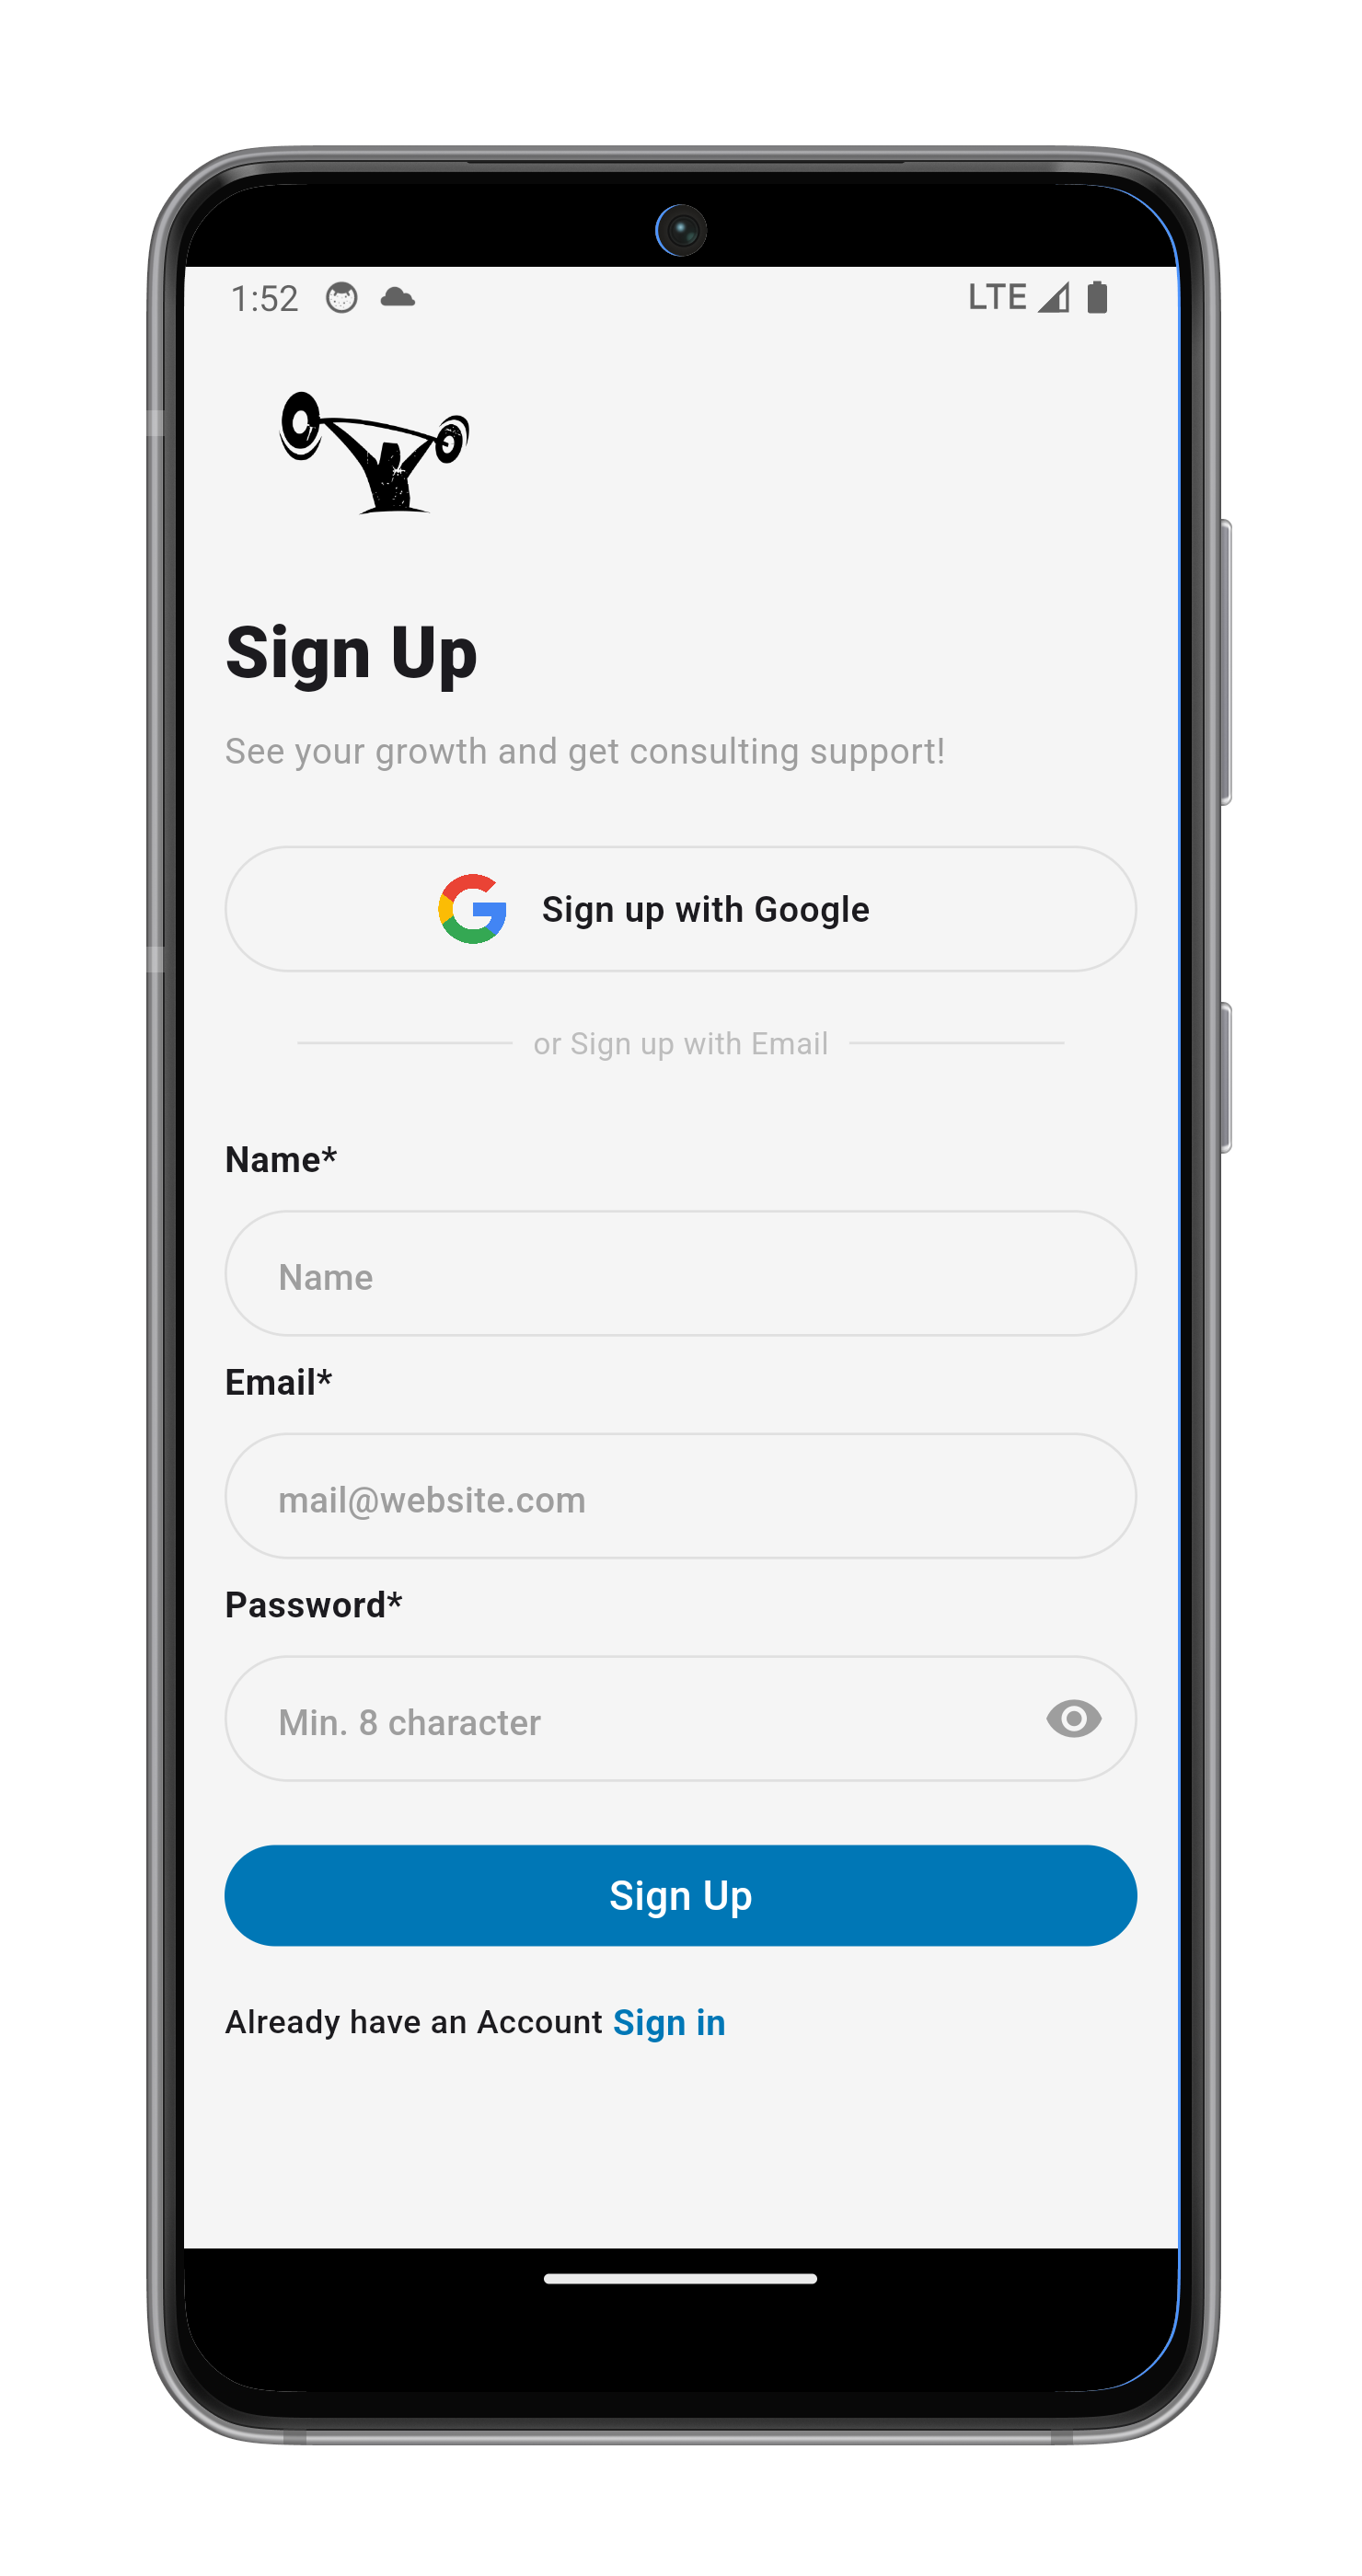 1:52 LTE
Sign Up
See your growth and get consulting support!
Sign up with Google
or Sign up with Email
Name*
Name
Email*
mail@website.com
Password*
Min. 8 character
Sign Up
Already have an Account Sign in